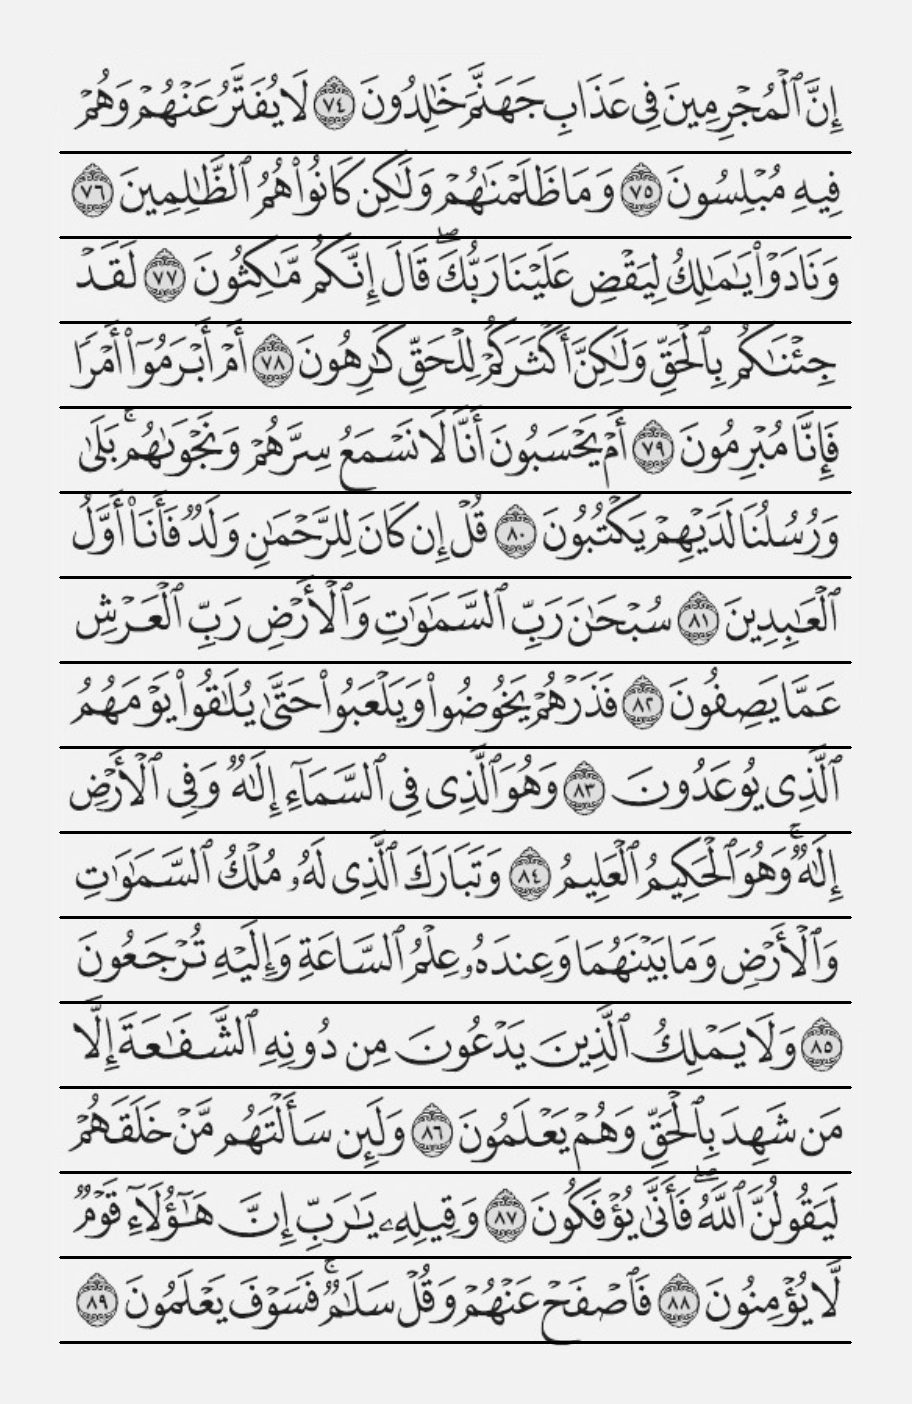 إِنَّ ٱلْمُجْرِمِينَ فِى عَذَابِ جَهَنَّمَ خَٰلِدُونَ ٧٤ لَا يُفَتَّرُ عَنْهُمْ وَهُمْ
فِيهِ مُبْلِسُونَ ٧٥ وَمَا ظَلَمْنَٰهُمْ وَلَٰكِن كَانُوا۟ هُمُ ٱلظَّٰلِمِينَ ٧٦
وَنَادَوْا۟ يَٰمَٰلِكُ لِيَقْضِ عَلَيْنَا رَبُّكَ ۖ قَالَ إِنَّكُم مَّٰكِثُونَ ٧٧ لَقَدْ
جِئْنَٰكُم بِٱلْحَقِّ وَلَٰكِنَّ أَكْثَرَكُمْ لِلْحَقِّ كَٰرِهُونَ ٧٨ أَمْ أَبْرَمُوٓا۟ أَمْرًا
فَإِنَّا مُبْرِمُونَ ٧٩ أَمْ يَحْسَبُونَ أَنَّا لَا نَسْمَعُ سِرَّهُمْ وَنَجْوَىٰهُم ۚ بَلَىٰ
وَرُسُلُنَا لَدَيْهِمْ يَكْتُبُونَ ٨٠ قُلْ إِن كَانَ لِلرَّحْمَٰنِ وَلَدٌ فَأَنَا۠ أَوَّلُ
ٱلْعَٰبِدِينَ ٨١ سُبْحَٰنَ رَبِّ ٱلسَّمَٰوَٰتِ وَٱلْأَرْضِ رَبِّ ٱلْعَرْشِ
عَمَّا يَصِفُونَ ٨٢ فَذَرْهُمْ يَخُوضُوا۟ وَيَلْعَبُوا۟ حَتَّىٰ يُلَٰقُوا۟ يَوْمَهُمُ
ٱلَّذِى يُوعَدُونَ ٨٣ وَهُوَ ٱلَّذِى فِى ٱلسَّمَآءِ إِلَٰهٌ وَفِى ٱلْأَرْضِ
إِلَٰهٌ ۚ وَهُوَ ٱلْحَكِيمُ ٱلْعَلِيمُ ٨٤ وَتَبَارَكَ ٱلَّذِى لَهُۥ مُلْكُ ٱلسَّمَٰوَٰتِ
وَٱلْأَرْضِ وَمَا بَيْنَهُمَا وَعِندَهُۥ عِلْمُ ٱلسَّاعَةِ وَإِلَيْهِ تُرْجَعُونَ
٨٥ وَلَا يَمْلِكُ ٱلَّذِينَ يَدْعُونَ مِن دُونِهِ ٱلشَّفَٰعَةَ إِلَّا
مَن شَهِدَ بِٱلْحَقِّ وَهُمْ يَعْلَمُونَ ٨٦ وَلَئِن سَأَلْتَهُم مَّنْ خَلَقَهُمْ
لَيَقُولُنَّ ٱللَّهُ ۖ فَأَنَّىٰ يُؤْفَكُونَ ٨٧ وَقِيلِهِۦ يَٰرَبِّ إِنَّ هَٰٓؤُلَآءِ قَوْمٌ
لَّا يُؤْمِنُونَ ٨٨ فَٱصْفَحْ عَنْهُمْ وَقُلْ سَلَٰمٌ ۚ فَسَوْفَ يَعْلَمُونَ ٨٩